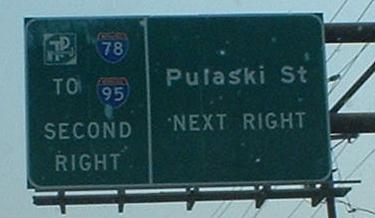 78
TO 95
SECOND
RIGHT
Pulaski St
NEXT RIGHT